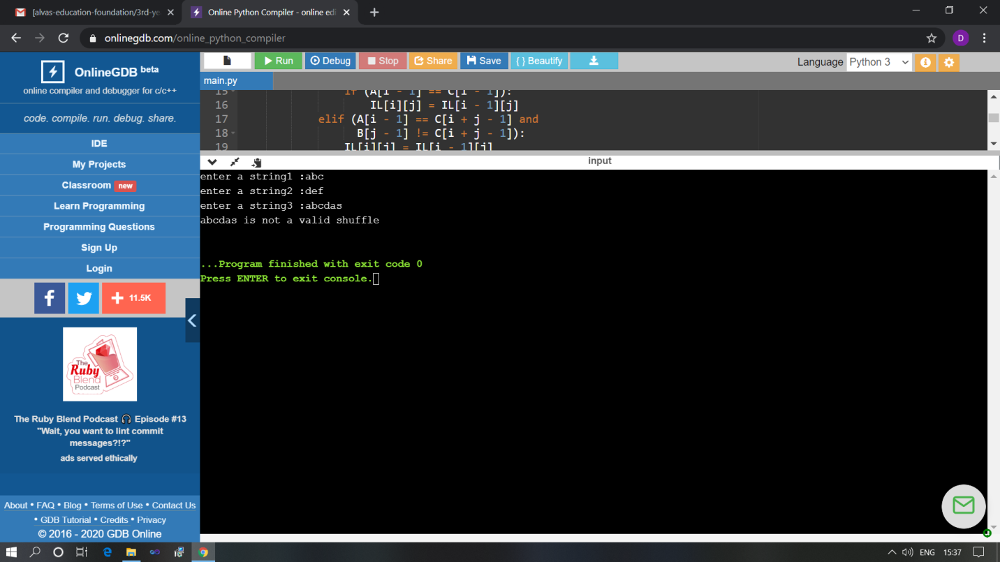 [alvas-education-foundation/3rd-ye
Online Python Compiler - online edi
onlinegdb.com/online_python_compiler
D
OnlineGDB beta
online compiler and debugger for c/c++
code. compile. run. debug. share.
IDE
My Projects
Classroom new
Learn Programming
Programming Questions
Sign Up
Login
11.5K
The
Ruby
Blend
Podcast
The Ruby Blend Podcast 🎧 Episode #13
"Wait, you want to lint commit
messages?!?"
ads served ethically
About • FAQ • Blog • Terms of Use • Contact Us
• GDB Tutorial • Credits • Privacy
© 2016 - 2020 GDB Online
Run Debug Stop Share Save { } Beautify
Language Python 3
main.py
15 if (A[i - 1] == C[i - 1]):
16 IL[i][j] = IL[i - 1][j]
17 elif (A[i - 1] == C[i + j - 1] and
18 B[j - 1] != C[i + j - 1]):
19 IL[i][j] = IL[i - 1][j]
input
enter a string1 :abc
enter a string2 :def
enter a string3 :abcdas
abcdas is not a valid shuffle
...Program finished with exit code 0
Press ENTER to exit console.
ENG 15:37